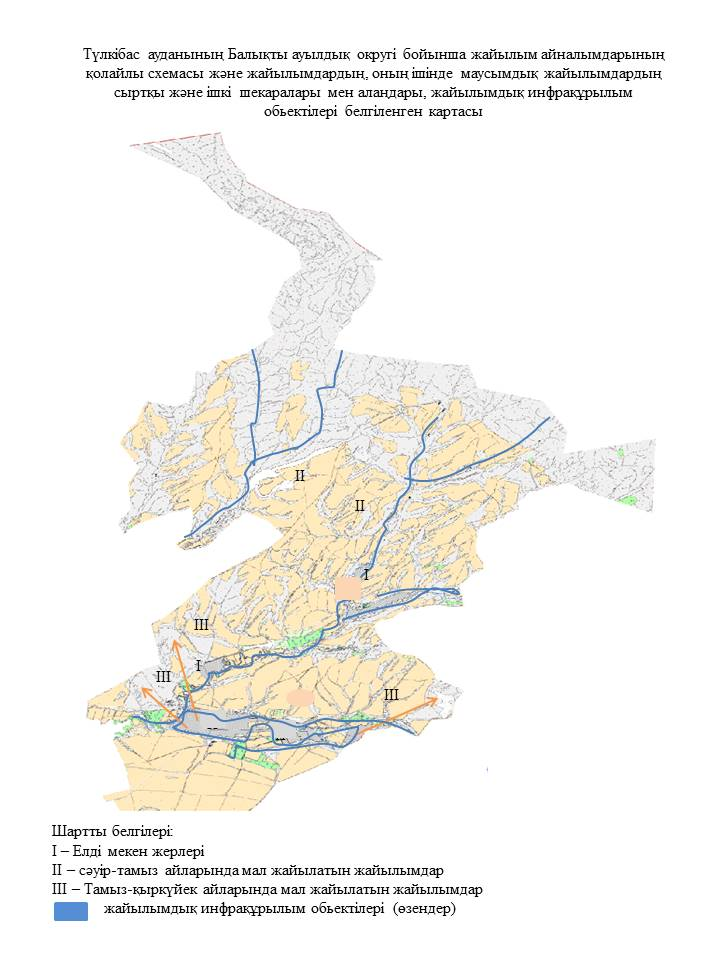 Түлкібас ауданының Балықты ауылдық округі бойынша жайылым айналымдарының
қолайлы схемасы және жайылымдардың, оның ішінде маусымдық жайылымдардың
сыртқы және ішкі шекаралары мен алаңдары, жайылымдық инфрақұрылым
обьектілері белгіленген картасы
II
II
I
III
I
III
III
Шартты белгілері:
I – Елді мекен жерлері
II – сәуір-тамыз айларында мал жайылатын жайылымдар
III – Тамыз-қыркүйек айларында мал жайылатын жайылымдар
жайылымдық инфрақұрылым обьектілері (өзендер)